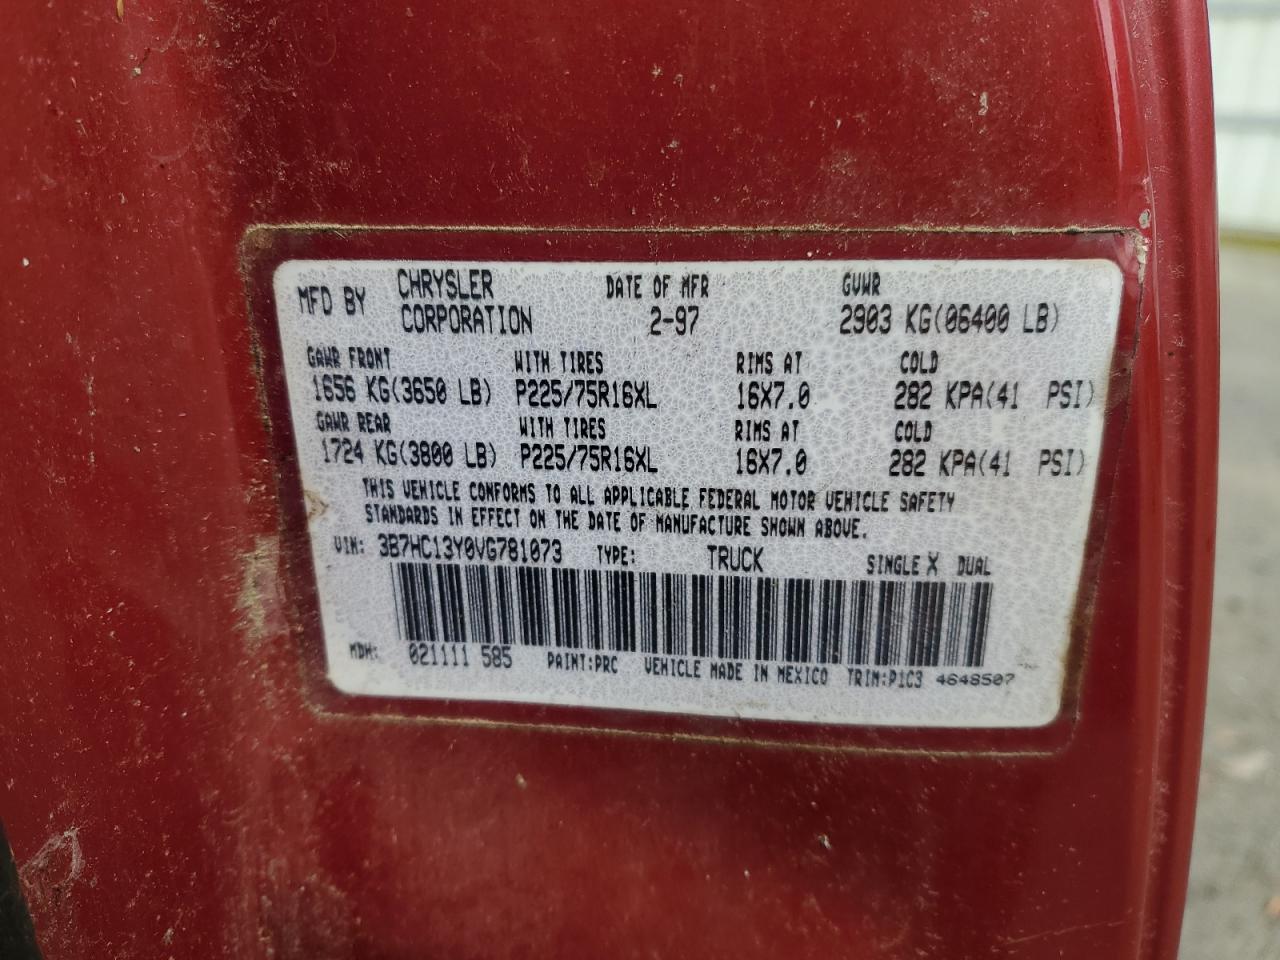 MFD BY CHRYSLER CORPORATION DATE OF MFR 2-97 GVWR 2903 KG(06400 LB)
GAWR FRONT WITH TIRES RIMS AT COLD
1656 KG(3650 LB) P225/75R16XL 16X7.0 282 KPA(41 PSI)
GAWR REAR WITH TIRES RIMS AT COLD
1724 KG(3800 LB) P225/75R16XL 16X7.0 282 KPA(41 PSI)
THIS VEHICLE CONFORMS TO ALL APPLICABLE FEDERAL MOTOR VEHICLE SAFETY
STANDARDS IN EFFECT ON THE DATE OF MANUFACTURE SHOWN ABOVE.
VIN: 3B7HC13Y0VG781073 TYPE: TRUCK SINGLE X DUAL
MDH: 021111 585 PAINT:PRC VEHICLE MADE IN MEXICO TRIM:P1C3 4648507